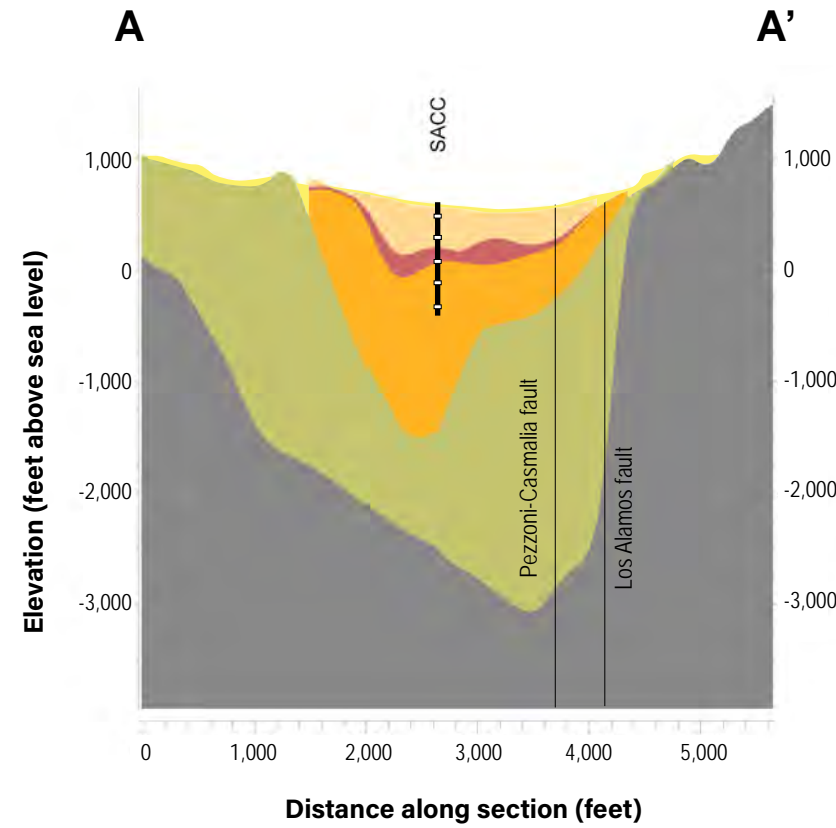 A
A’
SACC
1,000
0
-1,000
-2,000
-3,000
Elevation (feet above sea level)
1,000
0
-1,000
-2,000
-3,000
Pezzoni-Casmalia fault
Los Alamos fault
0
1,000
2,000
3,000
4,000
5,000
Distance along section (feet)